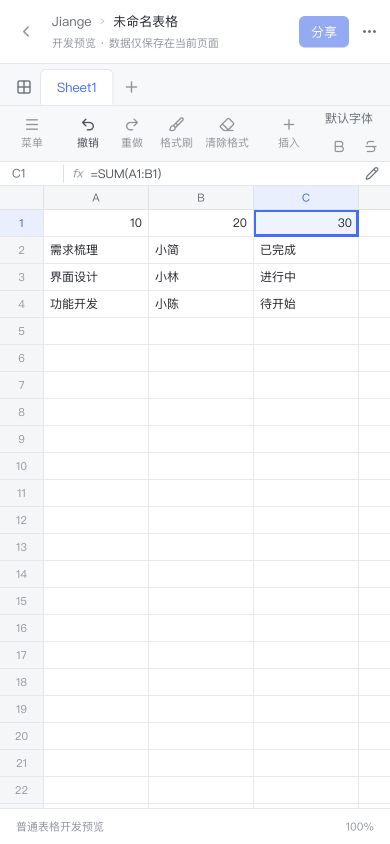 Jiange > 未命名表格
开发预览 · 数据仅保存在当前页面
分享
Sheet1
菜单 撤销 重做 格式刷 清除格式 插入 默认字体
B S
C1 fx =SUM(A1:B1)
A B C
1 10 20 30
2 需求梳理 小简 已完成
3 界面设计 小林 进行中
4 功能开发 小陈 待开始
5
6
7
8
9
10
11
12
13
14
15
16
17
18
19
20
21
22
普通表格开发预览 100%